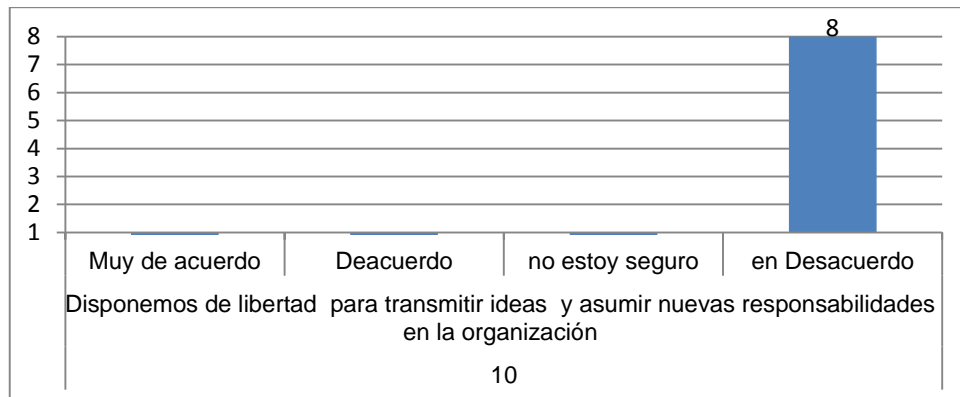 8
8
7
6
5
4
3
2
1
Muy de acuerdo
Deacuerdo
no estoy seguro
en Desacuerdo
Disponemos de libertad para transmitir ideas y asumir nuevas responsabilidades
en la organización
10